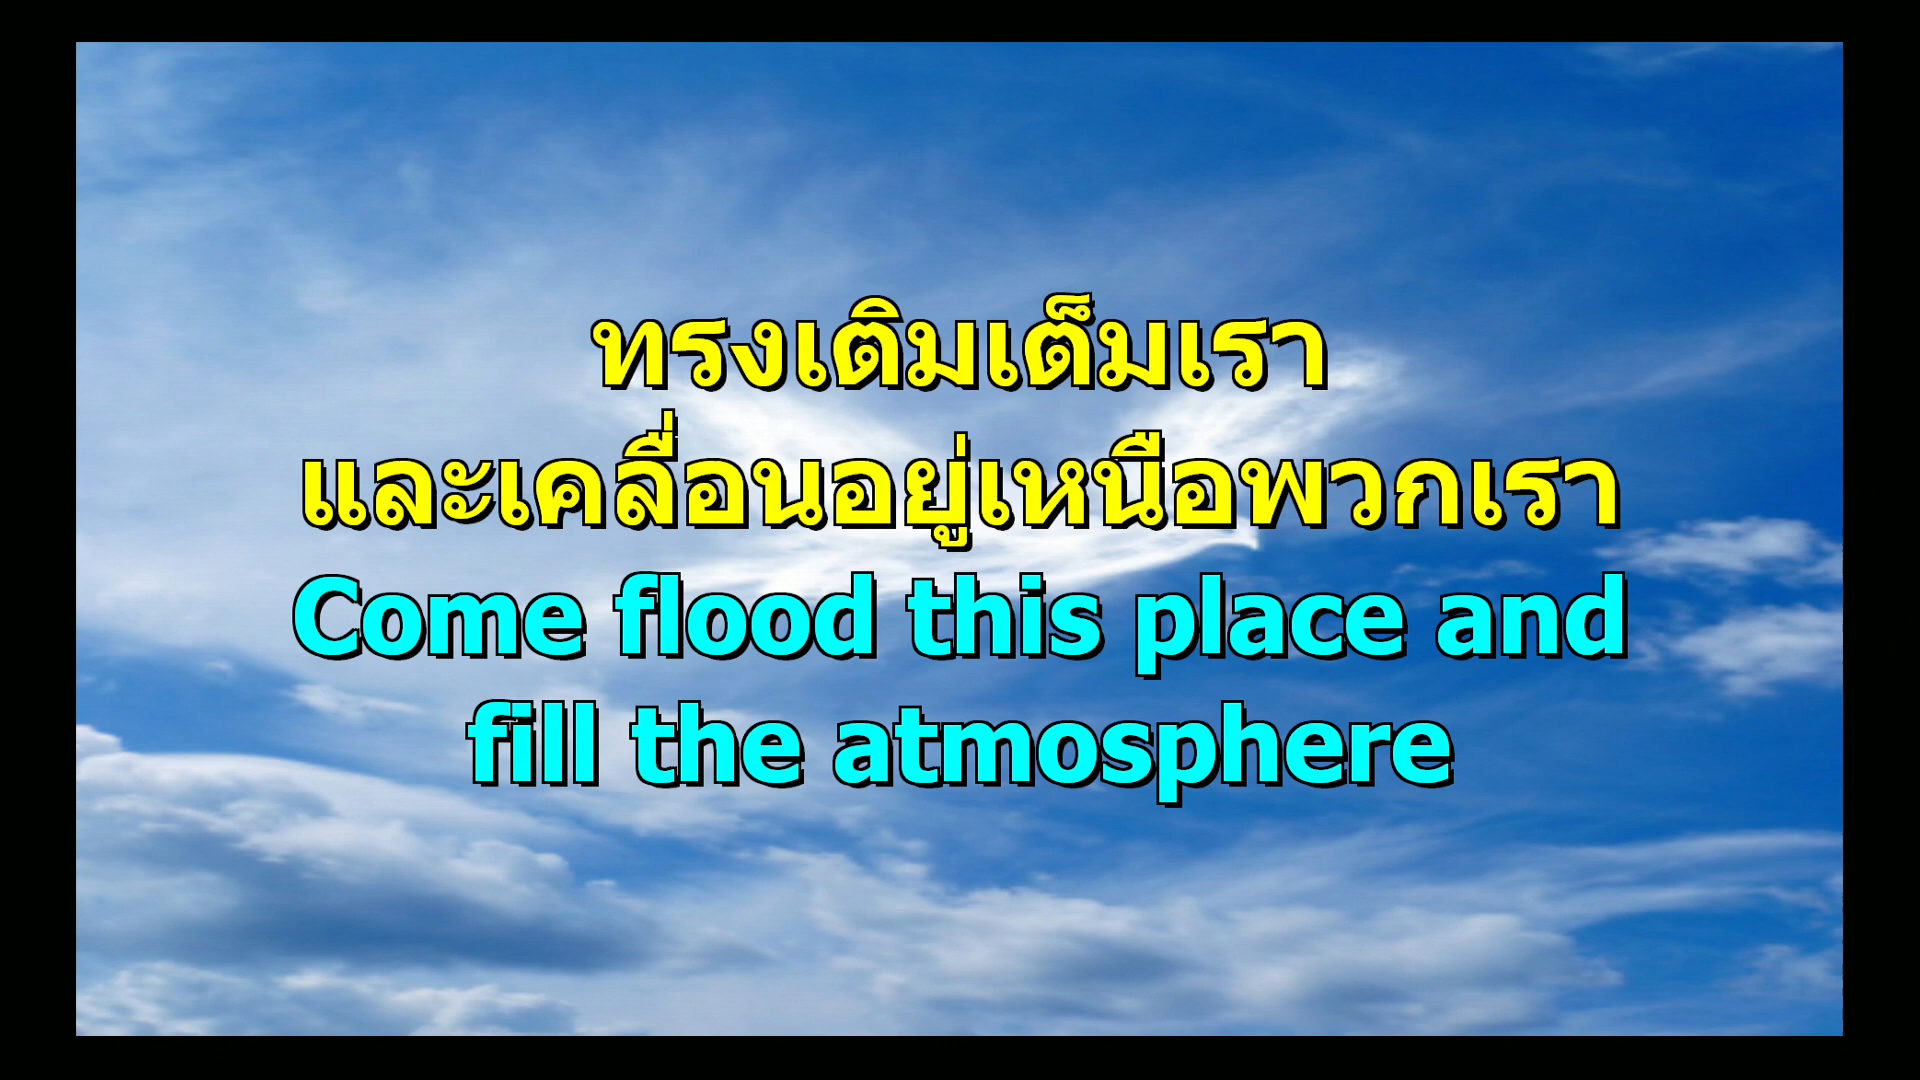 ทรงเติมเต็มเรา
และเคลื่อนอยู่เหนือพวกเรา
Come flood this place and
fill the atmosphere